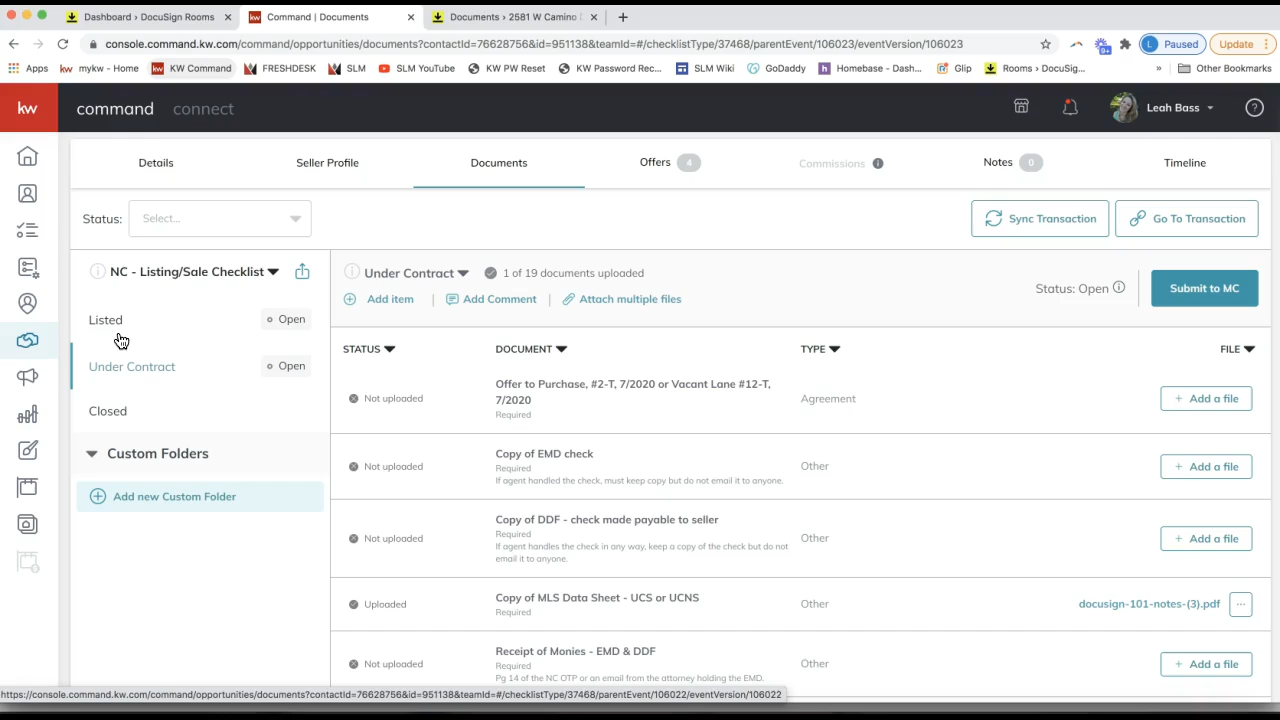 Dashboard › DocuSign Rooms
Command | Documents
Documents › 2581 W Camino
console.command.kw.com/command/opportunities/documents?contactId=76628756&id=951138&teamId=#/checklistType/37468/parentEvent/106023/eventVersion/106023
L Paused
Update
Apps
kw mykw - Home
kw KW Command
FRESHDESK
SLM
SLM YouTube
KW PW Reset
KW Password Rec...
SLM Wiki
GoDaddy
h Homebase - Dash...
Glip
Rooms › DocuSig...
»
Other Bookmarks
kw
command
connect
Leah Bass
Details
Seller Profile
Documents
Offers 4
Commissions
Notes 0
Timeline
Status: Select...
Sync Transaction
Go To Transaction
NC - Listing/Sale Checklist
Under Contract
1 of 19 documents uploaded
Add item | Add Comment | Attach multiple files
Status: Open
Submit to MC
Listed
Open
Under Contract
Open
Closed
Custom Folders
Add new Custom Folder
STATUS
DOCUMENT
TYPE
FILE
Not uploaded
Offer to Purchase, #2-T, 7/2020 or Vacant Lane #12-T,
7/2020
Required
Agreement
+ Add a file
Not uploaded
Copy of EMD check
Required
If agent handled the check, must keep copy but do not email it to anyone.
Other
+ Add a file
Not uploaded
Copy of DDF - check made payable to seller
Required
If agent handles the check in any way, keep a copy of the check but do not
email it to anyone.
Other
+ Add a file
Uploaded
Copy of MLS Data Sheet - UCS or UCNS
Required
Other
docusign-101-notes-(3).pdf
...
Not uploaded
Receipt of Monies - EMD & DDF
Required
Pg 14 of the NC OTP or an email from the attorney holding the EMD.
Other
+ Add a file
https://console.command.kw.com/command/opportunities/documents?contactId=76628756&id=951138&teamId=#/checklistType/37468/parentEvent/106022/eventVersion/106022